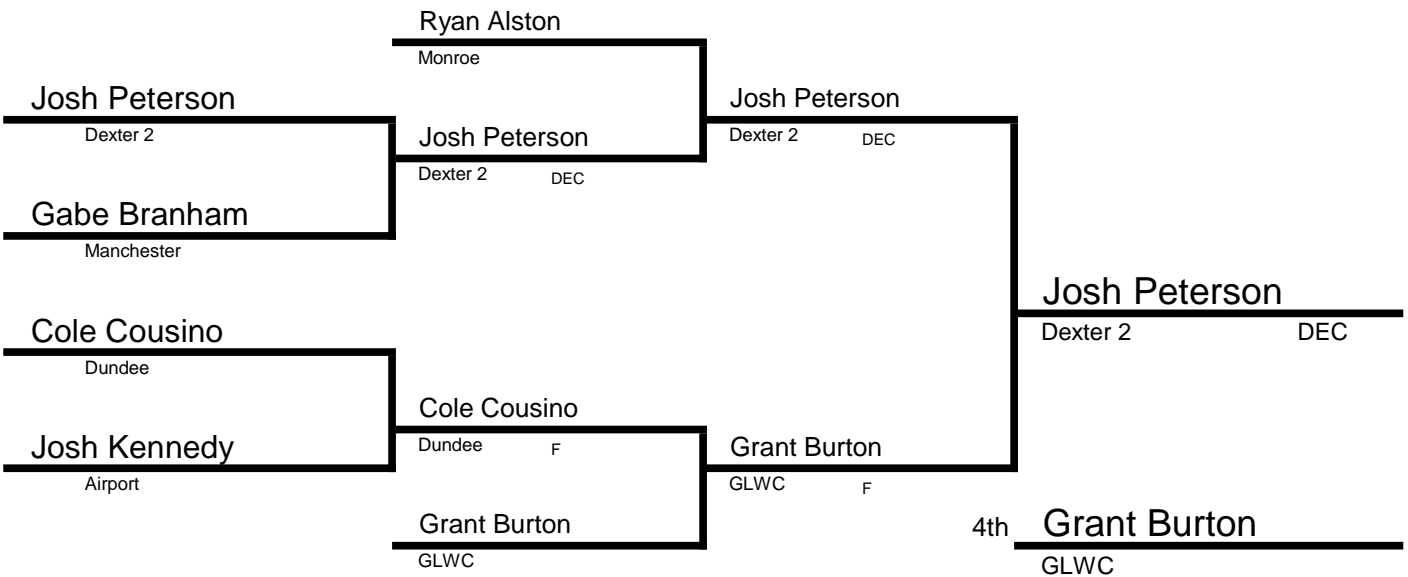 Ryan Alston
Monroe
Josh Peterson
Dexter 2
Josh Peterson
Dexter 2 DEC
Josh Peterson
Dexter 2 DEC
Gabe Branham
Manchester
Josh Peterson
Dexter 2 DEC
Cole Cousino
Dundee
Cole Cousino
Dundee F
Josh Kennedy
Airport
Grant Burton
GLWC F
Grant Burton
GLWC
4th Grant Burton
GLWC